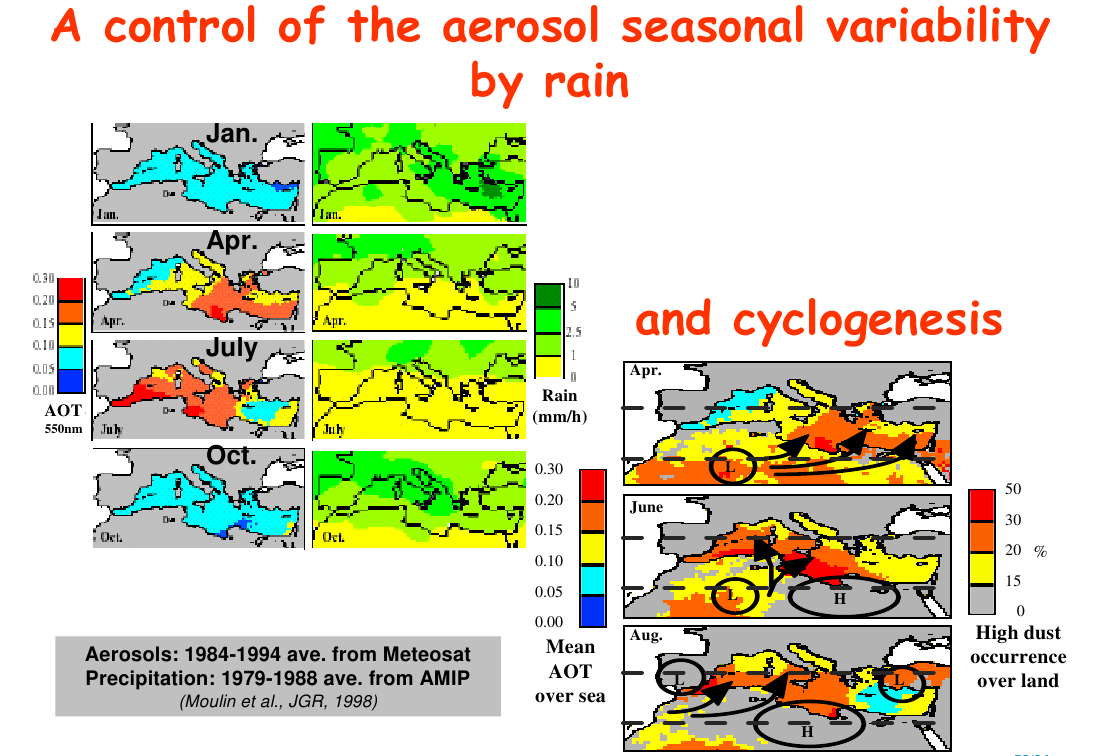 A control of the aerosol seasonal variability
by rain
Jan.
Jan.
Jan.
Apr.
Apr.
Apr.
July
July
July
Oct.
Oct.
Oct.
0.30
0.20
0.15
0.10
0.05
0.00
AOT
550nm
10
5
2.5
1
0
Rain
(mm/h)
and cyclogenesis
Apr.
L
June
L
H
Aug.
L
L
H
0.30
0.20
0.15
0.10
0.05
0.00
Mean
AOT
over sea
50
30
20 %
15
0
High dust
occurrence
over land
Aerosols: 1984-1994 ave. from Meteosat
Precipitation: 1979-1988 ave. from AMIP
(Moulin et al., JGR, 1998)